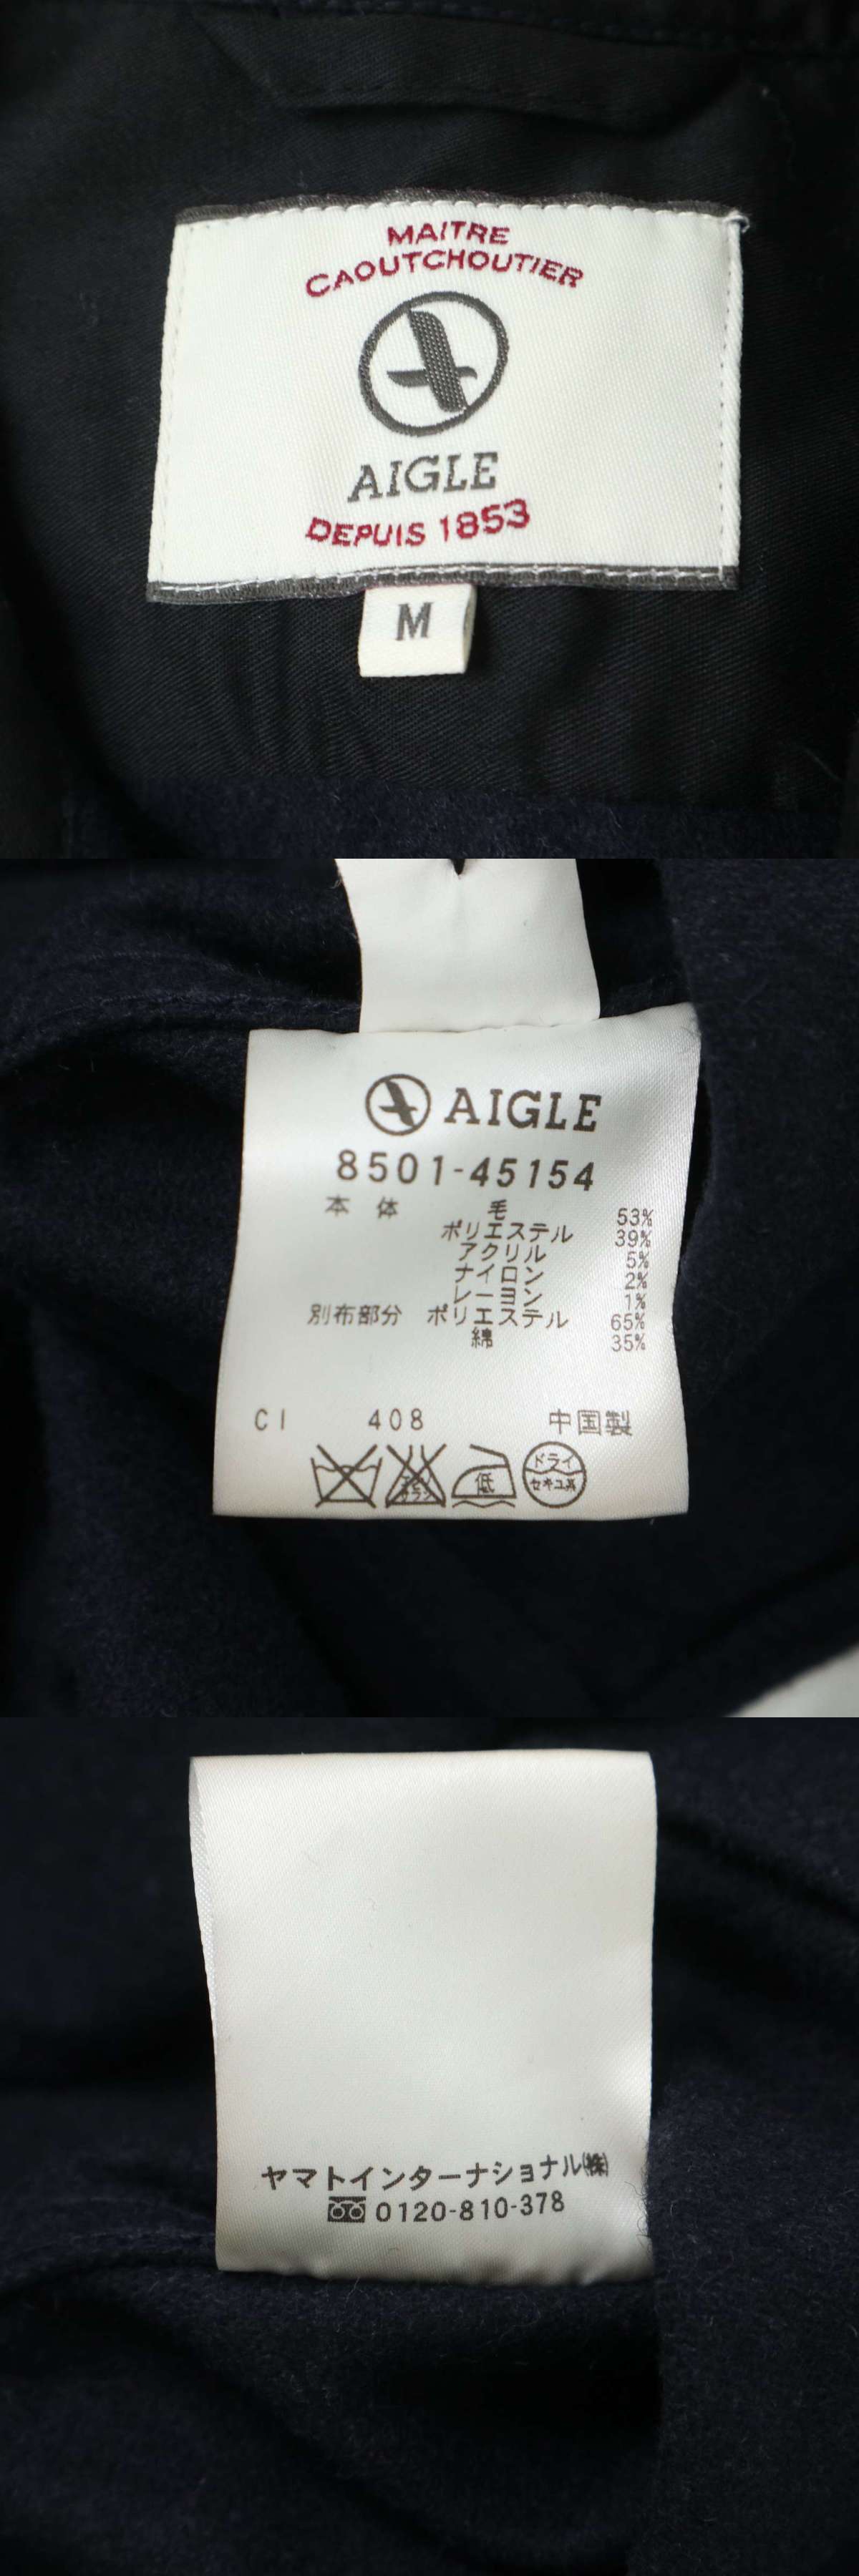 MAITRE
CAOUTCHOUTIER
AIGLE
DEPUIS 1853
M
AIGLE
8501-45154
本体 毛 53%
ポリエステル 39%
アクリル 5%
ナイロン 2%
レーヨン 1%
別布部分 ポリエステル 65%
綿 35%
CI 408 中国製
低 ドライ
セキユ系
ヤマトインターナショナル㈱
0120-810-378